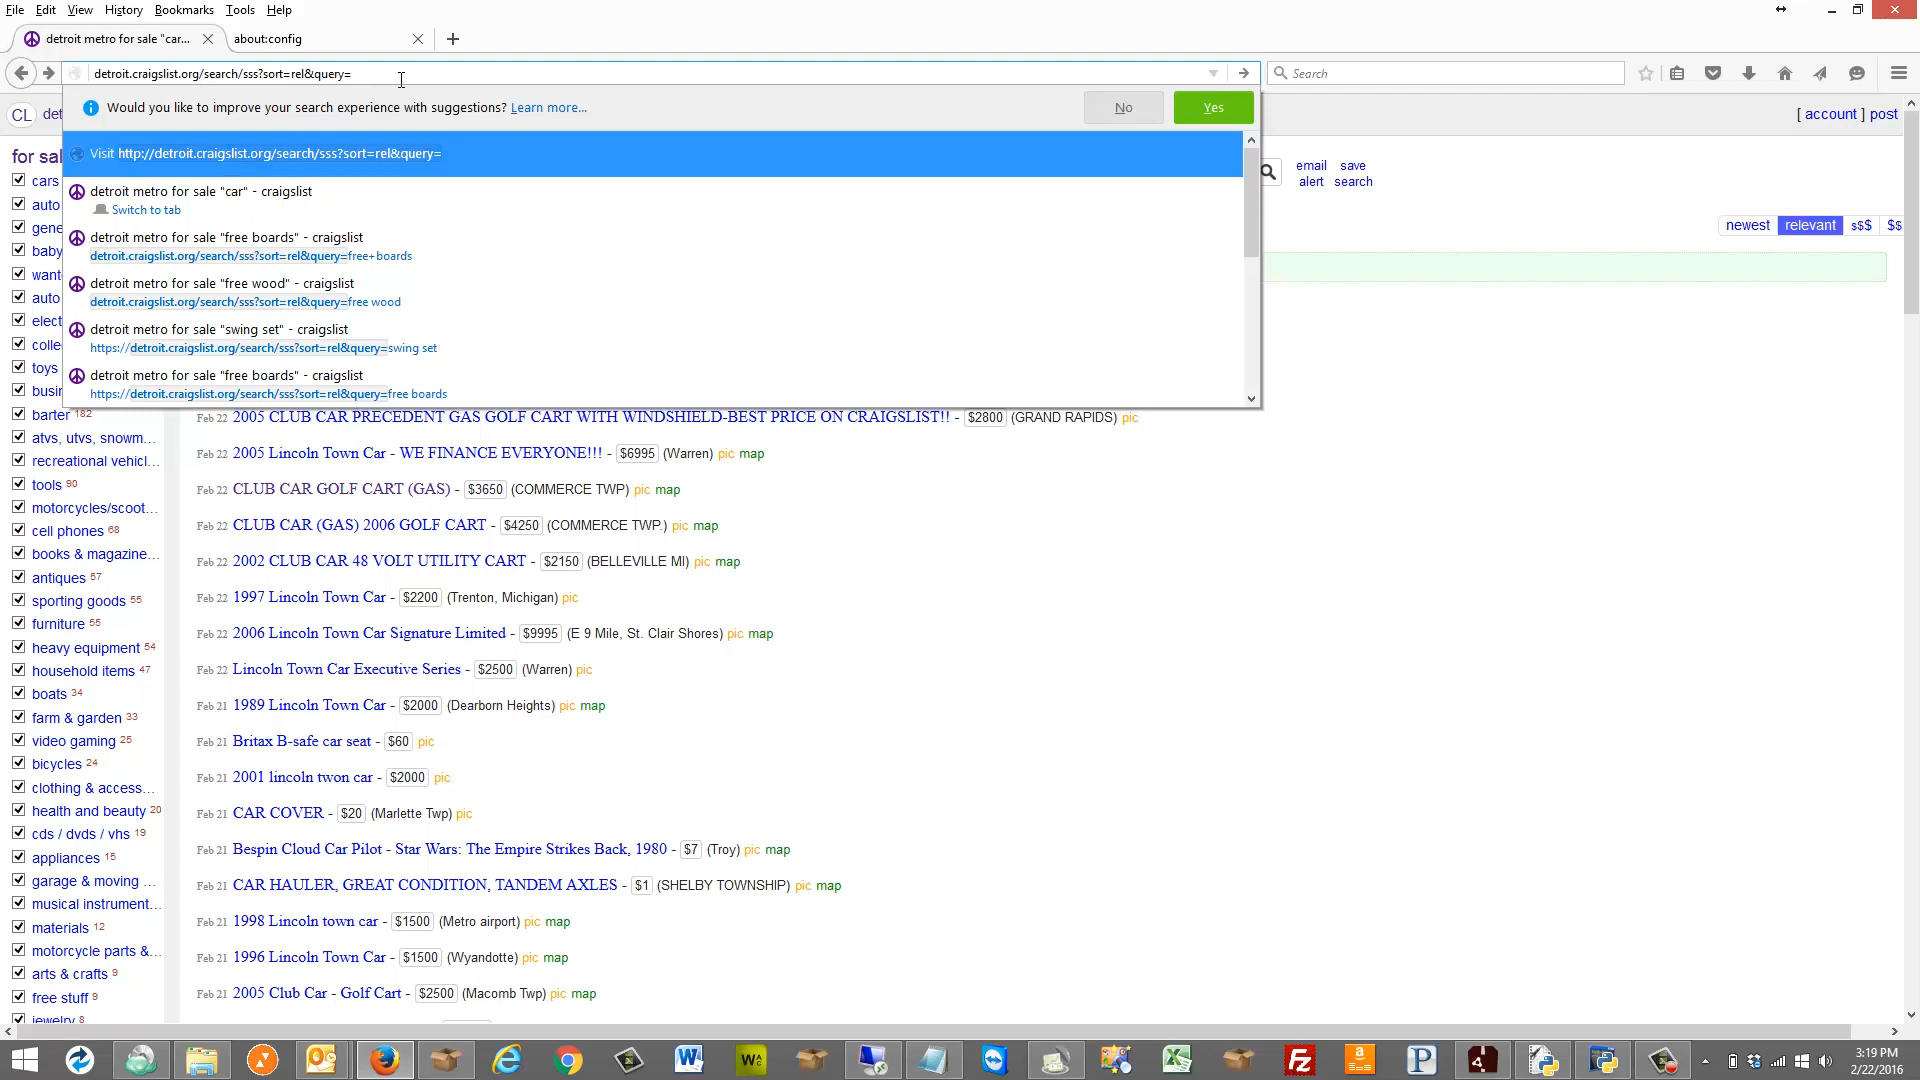 File Edit View History Bookmarks Tools Help
detroit metro for sale "car... about:config
detroit.craigslist.org/search/sss?sort=rel&query= Search
Would you like to improve your search experience with suggestions? Learn more... No Yes
CL det [ account ] post
Visit http://detroit.craigslist.org/search/sss?sort=rel&query=
detroit metro for sale "car" - craigslist
Switch to tab
detroit metro for sale "free boards" - craigslist
detroit.craigslist.org/search/sss?sort=rel&query=free+boards
detroit metro for sale "free wood" - craigslist
detroit.craigslist.org/search/sss?sort=rel&query=free wood
detroit metro for sale "swing set" - craigslist
https://detroit.craigslist.org/search/sss?sort=rel&query=swing set
detroit metro for sale "free boards" - craigslist
https://detroit.craigslist.org/search/sss?sort=rel&query=free boards
email save
alert search
newest relevant s$$ $$
for sal
cars
auto
gene
baby
want
auto
elect
colle
toys
busi
barter 182
atvs, utvs, snowm...
recreational vehicl...
tools 90
motorcycles/scoot...
cell phones 68
books & magazine...
antiques 57
sporting goods 55
furniture 55
heavy equipment 54
household items 47
boats 34
farm & garden 33
video gaming 25
bicycles 24
clothing & access...
health and beauty 20
cds / dvds / vhs 19
appliances 15
garage & moving ...
musical instrument...
materials 12
motorcycle parts &...
arts & crafts 9
free stuff 9
jewelry 8
Feb 22 2005 CLUB CAR PRECEDENT GAS GOLF CART WITH WINDSHIELD-BEST PRICE ON CRAIGSLIST!! - $2800 (GRAND RAPIDS) pic
Feb 22 2005 Lincoln Town Car - WE FINANCE EVERYONE!!! - $6995 (Warren) pic map
Feb 22 CLUB CAR GOLF CART (GAS) - $3650 (COMMERCE TWP) pic map
Feb 22 CLUB CAR (GAS) 2006 GOLF CART - $4250 (COMMERCE TWP.) pic map
Feb 22 2002 CLUB CAR 48 VOLT UTILITY CART - $2150 (BELLEVILLE MI) pic map
Feb 22 1997 Lincoln Town Car - $2200 (Trenton, Michigan) pic
Feb 22 2006 Lincoln Town Car Signature Limited - $9995 (E 9 Mile, St. Clair Shores) pic map
Feb 22 Lincoln Town Car Executive Series - $2500 (Warren) pic
Feb 21 1989 Lincoln Town Car - $2000 (Dearborn Heights) pic map
Feb 21 Britax B-safe car seat - $60 pic
Feb 21 2001 lincoln twon car - $2000 pic
Feb 21 CAR COVER - $20 (Marlette Twp) pic
Feb 21 Bespin Cloud Car Pilot - Star Wars: The Empire Strikes Back, 1980 - $7 (Troy) pic map
Feb 21 CAR HAULER, GREAT CONDITION, TANDEM AXLES - $1 (SHELBY TOWNSHIP) pic map
Feb 21 1998 Lincoln town car - $1500 (Metro airport) pic map
Feb 21 1996 Lincoln Town Car - $1500 (Wyandotte) pic map
Feb 21 2005 Club Car - Golf Cart - $2500 (Macomb Twp) pic map
3:19 PM
2/22/2016